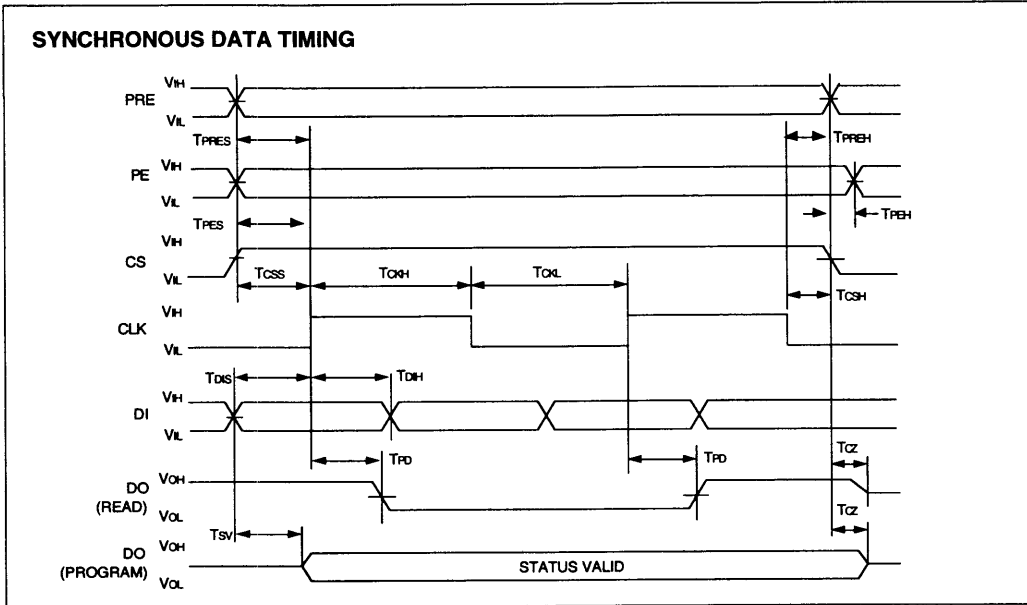 SYNCHRONOUS DATA TIMING
VIH
PRE
VIL
TPRES
TPREH
VIH
PE
VIL
TPES
TPEH
VIH
CS
VIL
TCSS
TCKH
TCKL
TCSH
VIH
CLK
VIL
TDIS
TDIH
VIH
DI
VIL
TPD
TPD
TCZ
VOH
DO
(READ)
VOL
TSV
TCZ
VOH
DO
(PROGRAM)
STATUS VALID
VOL